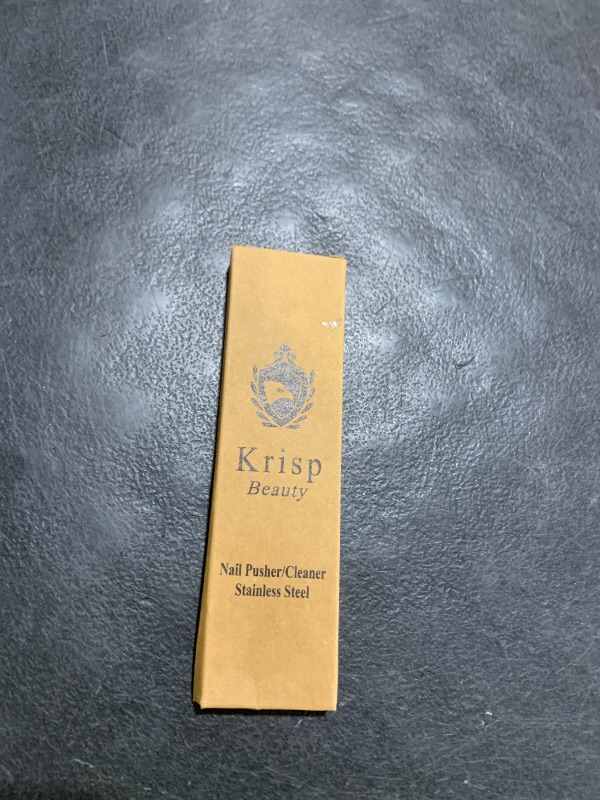 Krisp
Beauty
Nail Pusher/Cleaner
Stainless Steel